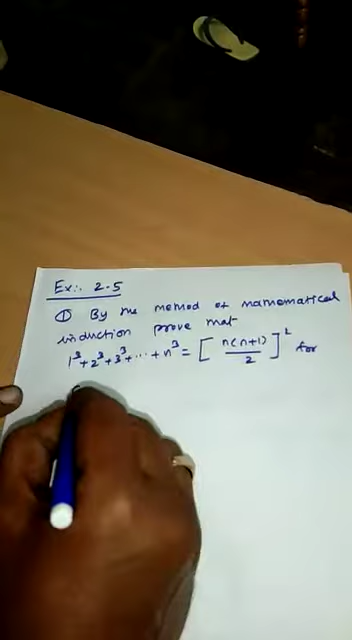 Ex:. 2.5
① By the method of mathematical
induction prove that
1³+2³+3³+...+n³ = [n(n+1)/2]² for